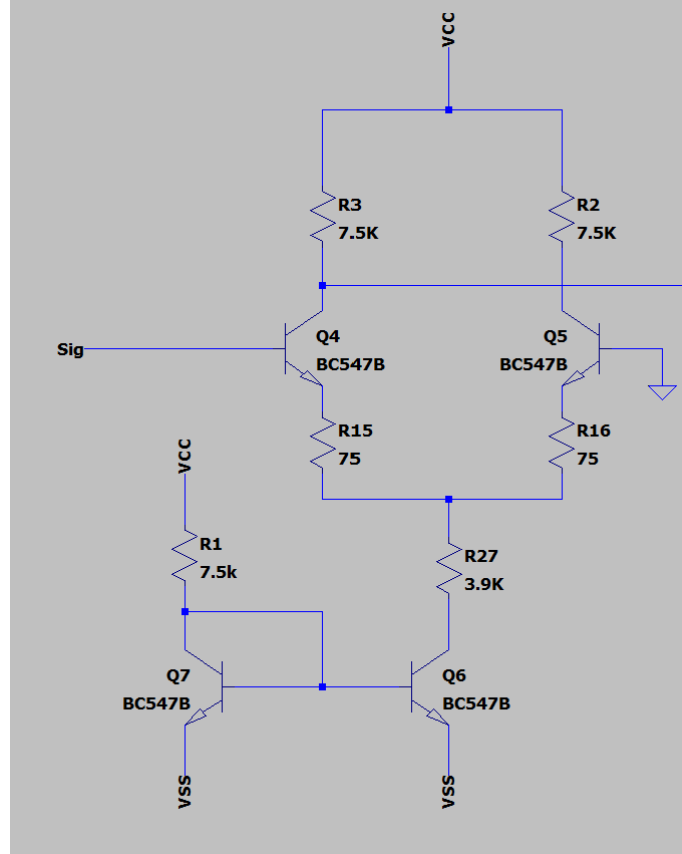 VCC
R3
7.5K
R2
7.5K
Sig
Q4
BC547B
Q5
BC547B
R15
75
R16
75
VCC
R1
7.5k
R27
3.9K
Q7
BC547B
Q6
BC547B
VSS
VSS